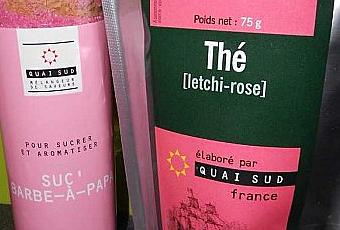 QUAI SUD
MÉLANGEUR
DE SAVEURS
POUR SUCRER
ET AROMATISER
SUC'
BARBE-À-PAP
Poids net : 75 g
Thé
[letchi-rose]
élaboré par
QUAI SUD
france